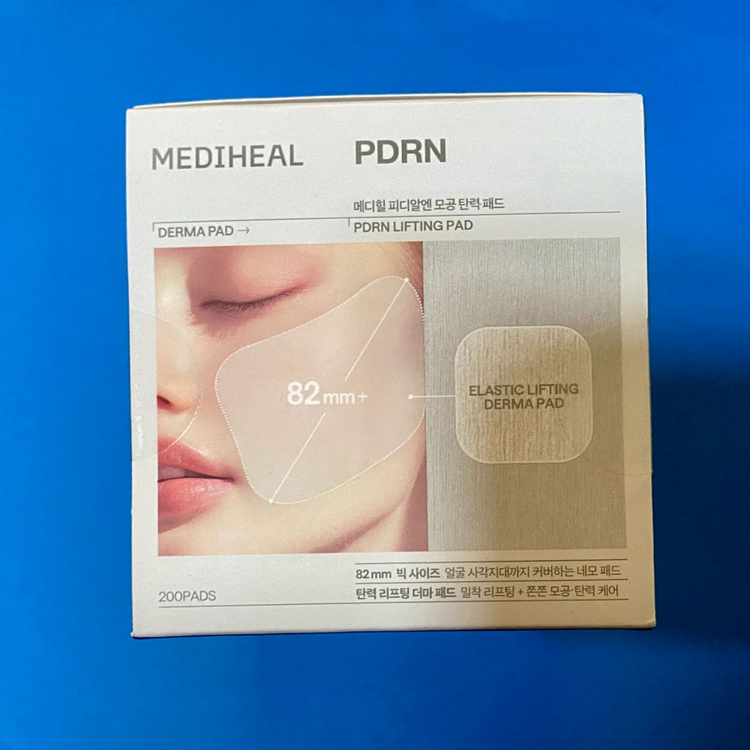 MEDIHEAL
PDRN
메디힐 피디알엔 모공 탄력 패드
DERMA PAD →
PDRN LIFTING PAD
82mm+
ELASTIC LIFTING
DERMA PAD
82mm 빅 사이즈 얼굴 사각지대까지 커버하는 네모 패드
200PADS
탄력 리프팅 더마 패드 밀착 리프팅 + 쫀쫀 모공·탄력 케어